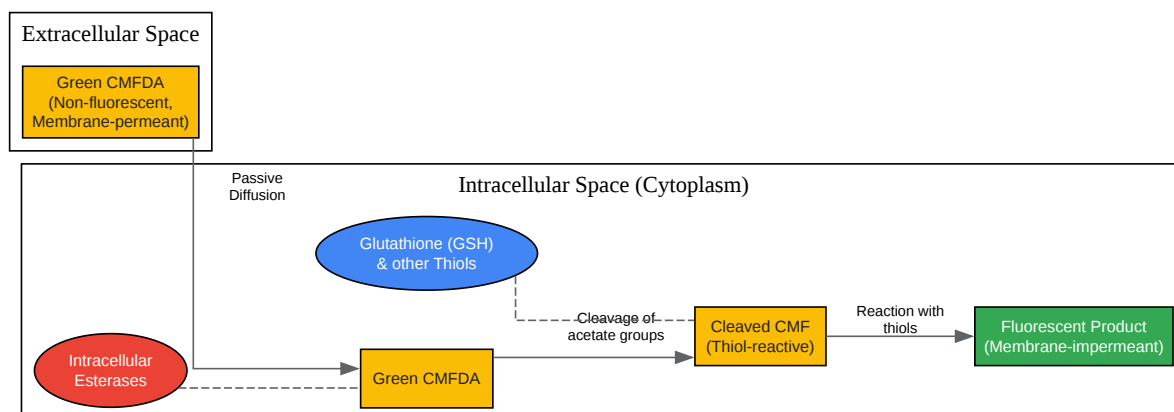 Extracellular Space
Green CMFDA
(Non-fluorescent,
Membrane-permeant)
Passive
Diffusion
Intracellular Space (Cytoplasm)
Glutathione (GSH)
& other Thiols
Cleavage of
acetate groups
Cleaved CMF
(Thiol-reactive)
Reaction with
thiols
Fluorescent Product
(Membrane-impermeant)
Intracellular
Esterases
Green CMFDA